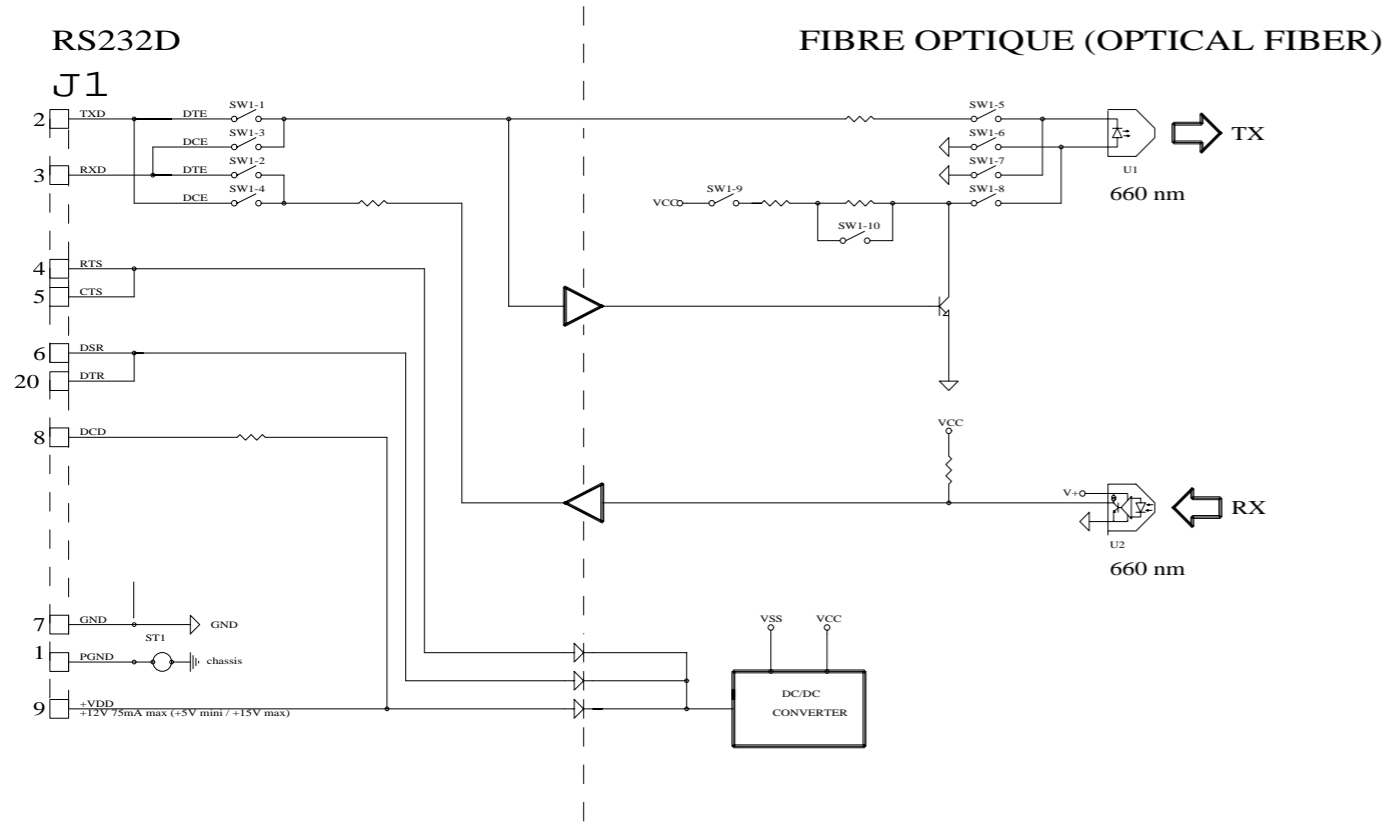 RS232D
FIBRE OPTIQUE (OPTICAL FIBER)
J1
2 TXD DTE SW1-1
SW1-5
TX
DCE SW1-3
SW1-6
3 RXD DTE SW1-2
SW1-7
U1
660 nm
DCE SW1-4
VCC SW1-9
SW1-8
SW1-10
4 RTS
5 CTS
6 DSR
20 DTR
8 DCD
VCC
V+
RX
U2
660 nm
7 GND GND
ST1
1 PGND chassis
VSS VCC
9 +VDD
+12V 75mA max (+5V mini / +15V max)
DC/DC
CONVERTER